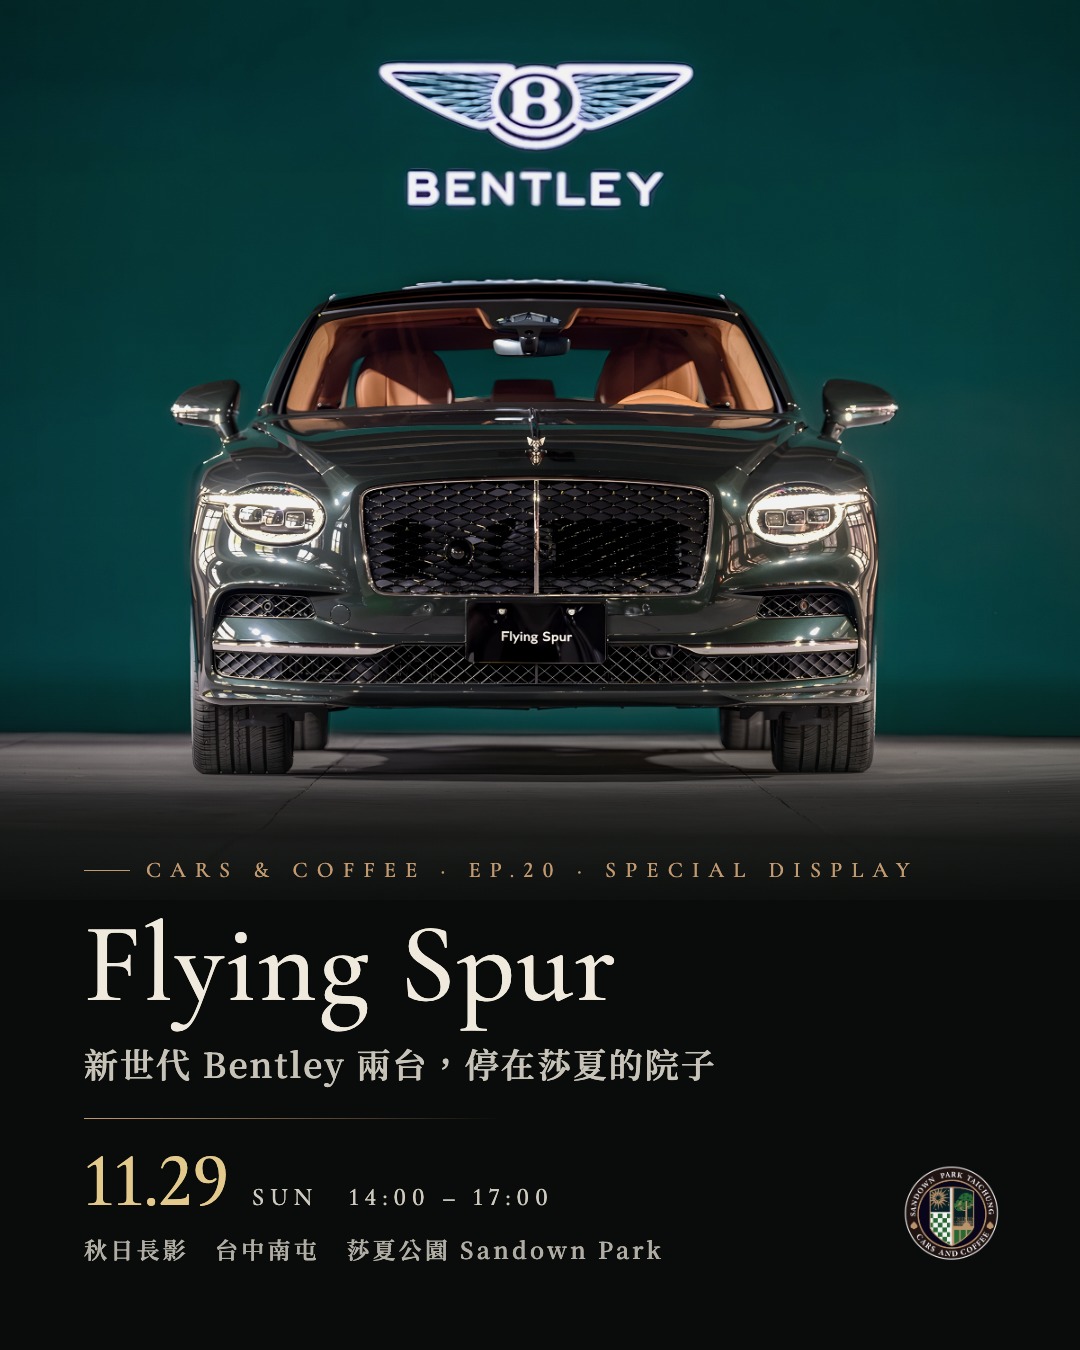 B
BENTLEY
Flying Spur
CARS & COFFEE · EP.20 · SPECIAL DISPLAY
Flying Spur
新世代 Bentley 兩台，停在莎夏的院子
11.29 SUN 14:00 – 17:00
秋日長影 台中南屯 莎夏公園 Sandown Park
SANDOWN PARK TAICHUNG
CARS AND COFFEE